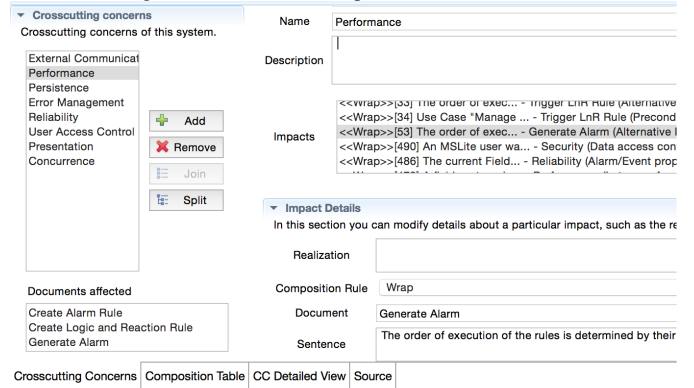 Crosscutting concerns
Crosscutting concerns of this system.
External Communicat
Performance
Persistence
Error Management
Reliability
User Access Control
Presentation
Concurrence
Add
Remove
Join
Split
Documents affected
Create Alarm Rule
Create Logic and Reaction Rule
Generate Alarm
Name
Performance
Description
Impacts
<<Wrap>>[33] The order of exec... - Trigger LnR Rule (Alternative
<<Wrap>>[34] Use Case "Manage ... - Trigger LnR Rule (Precond
<<Wrap>>[53] The order of exec... - Generate Alarm (Alternative
<<Wrap>>[490] An MSLite user wa... - Security (Data access con
<<Wrap>>[486] The current Field... - Reliability (Alarm/Event prop
Impact Details
In this section you can modify details about a particular impact, such as the re
Realization
Composition Rule
Wrap
Document
Generate Alarm
Sentence
The order of execution of the rules is determined by their
Crosscutting Concerns
Composition Table
CC Detailed View
Source